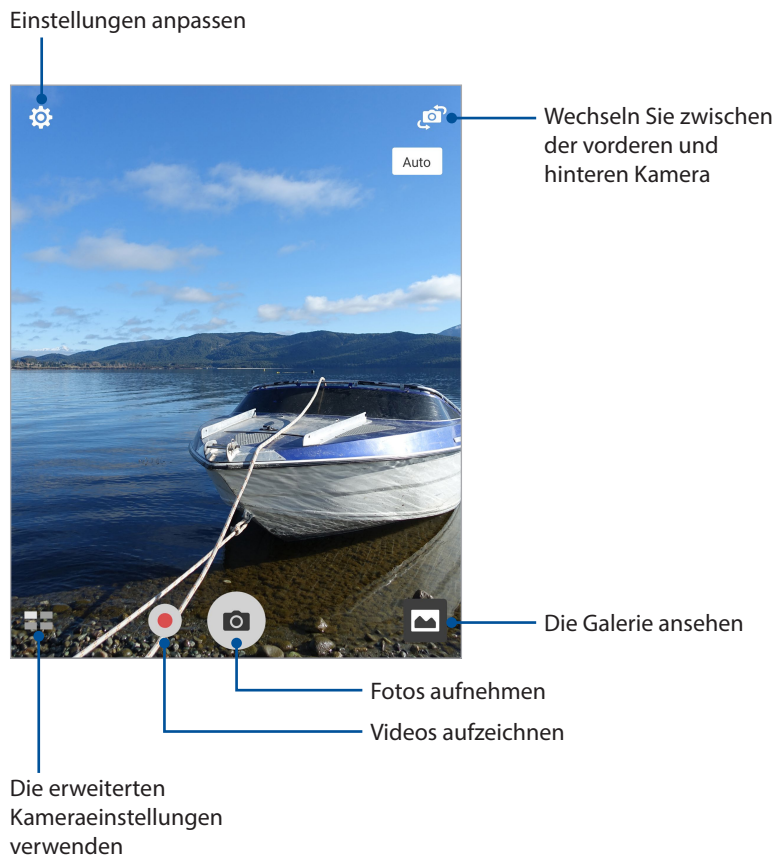 Einstellungen anpassen
Wechseln Sie zwischen
der vorderen und
hinteren Kamera
Auto
Die Galerie ansehen
Fotos aufnehmen
Videos aufzeichnen
Die erweiterten
Kameraeinstellungen
verwenden